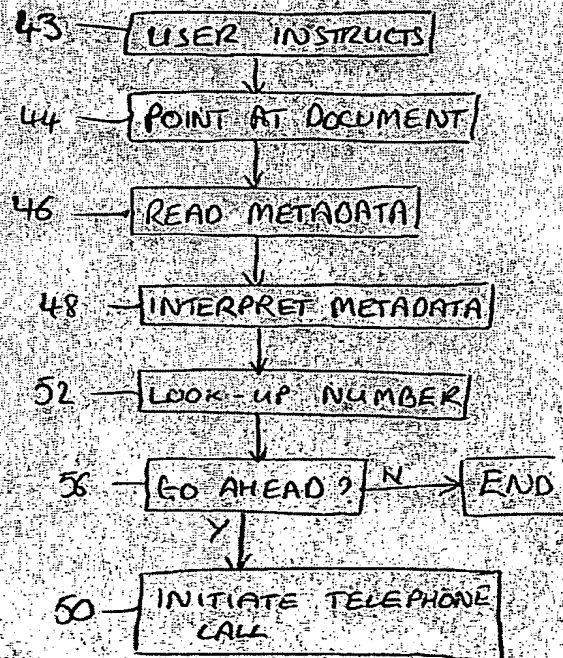 43 USER INSTRUCTS
44 POINT AT DOCUMENT
46 READ METADATA
48 INTERPRET METADATA
52 LOOK-UP NUMBER
56 GO AHEAD? N END
Y
50 INITIATE TELEPHONE
CALL